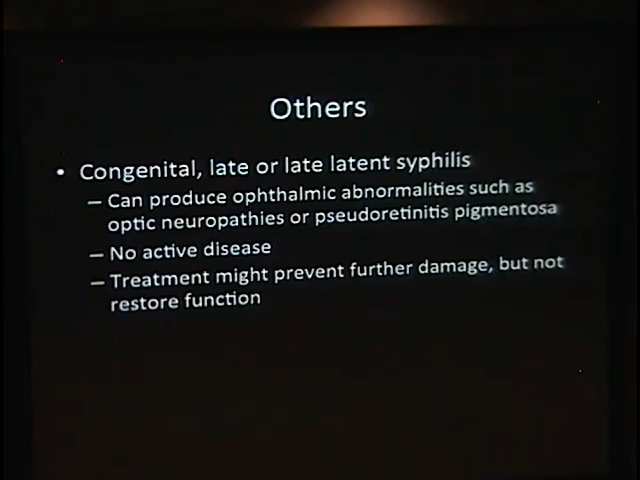 Others
• Congenital, late or late latent syphilis
– Can produce ophthalmic abnormalities such as
optic neuropathies or pseudoretinitis pigmentosa
– No active disease
– Treatment might prevent further damage, but not
restore function